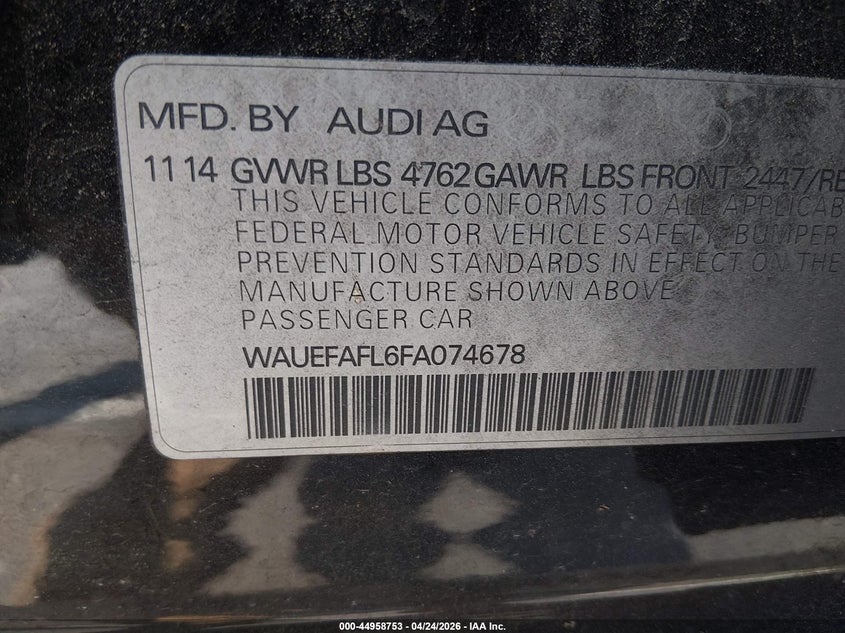 MFD. BY AUDI AG
11 14 GVWR LBS 4762 GAWR LBS FRONT 2447/RE
THIS VEHICLE CONFORMS TO ALL APPLICAB
FEDERAL MOTOR VEHICLE SAFETY, BUMPER
PREVENTION STANDARDS IN EFFECT ON THE
MANUFACTURE SHOWN ABOVE
PASSENGER CAR
WAUEFAFL6FA074678
000-44958753 - 04/24/2026 - IAA Inc.